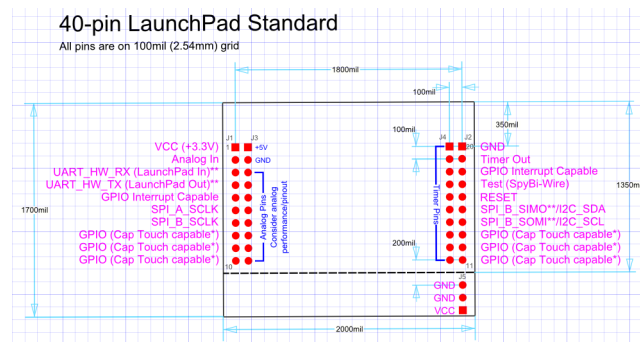 40-pin LaunchPad Standard
All pins are on 100mil (2.54mm) grid
1800mil
100mil
350mil
100mil
J1 J3 J4 J2
VCC (+3.3V) 1 +5V
Analog In GND
UART_HW_RX (LaunchPad In)**
UART_HW_TX (LaunchPad Out)**
GPIO Interrupt Capable
SPI_A_SCLK
SPI_B_SCLK
GPIO (Cap Touch capable*)
GPIO (Cap Touch capable*)
GPIO (Cap Touch capable*)
10
Analog Pins
Consider analog
performance/pinout
Timer Pins
20 GND
Timer Out
GPIO Interrupt Capable
Test (SpyBi-Wire)
RESET
SPI_B_SIMO**/I2C_SDA
SPI_B_SOMI**/I2C_SCL
GPIO (Cap Touch capable*)
GPIO (Cap Touch capable*)
GPIO (Cap Touch capable*)
11
1700mil
1350m
200mil
J5
GND
GND
VCC
2000mil